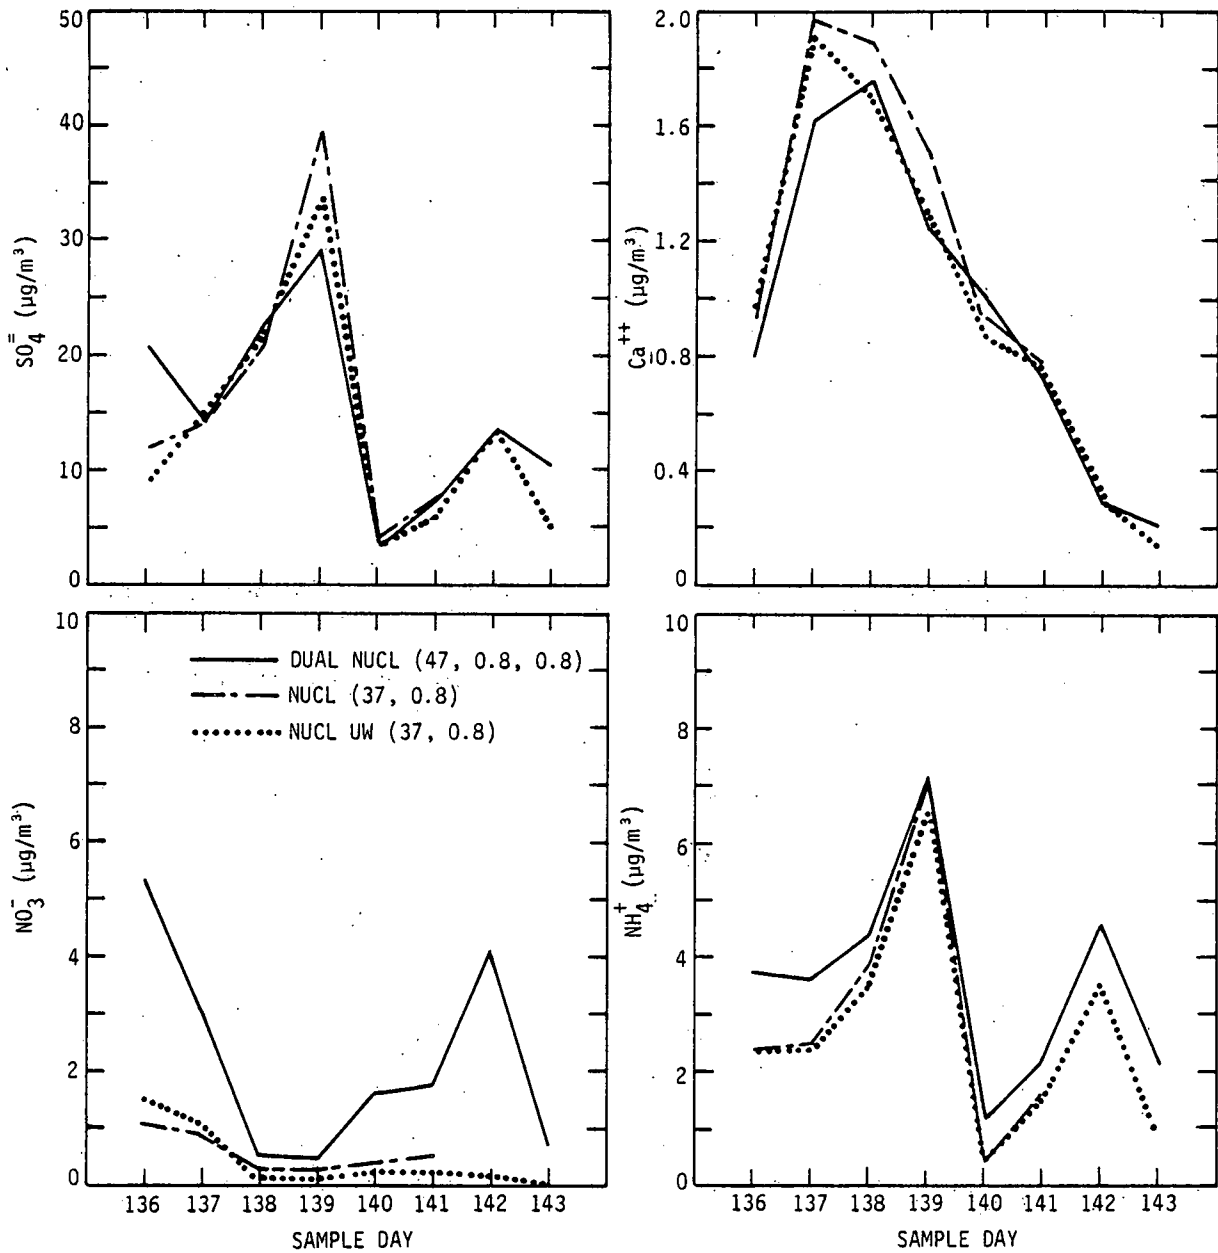 50
40
30
20
10
0
SO₄⁼ (µg/m³)
2.0
1.6
1.2
0.8
0.4
0
Ca⁺⁺ (µg/m³)
10
8
6
4
2
0
NO₃⁻ (µg/m³)
DUAL NUCL (47, 0.8, 0.8)
NUCL (37, 0.8)
NUCL UW (37, 0.8)
136 137 138 139 140 141 142 143
SAMPLE DAY
10
8
6
4
2
0
NH₄⁺ (µg/m³)
136 137 138 139 140 141 142 143
SAMPLE DAY